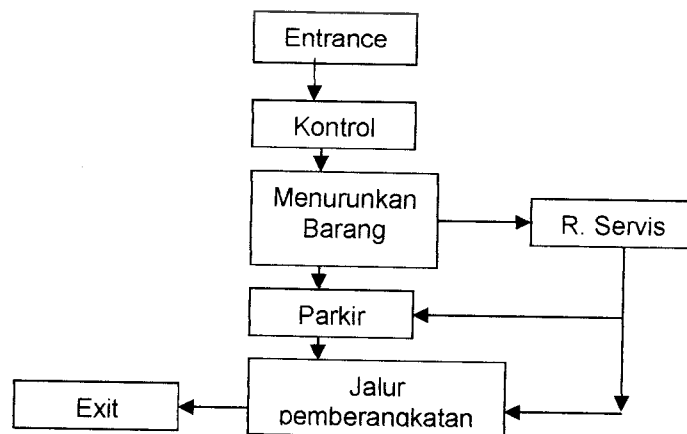 Entrance
Kontrol
Menurunkan
Barang
R. Servis
Parkir
Jalur
pemberangkatan
Exit